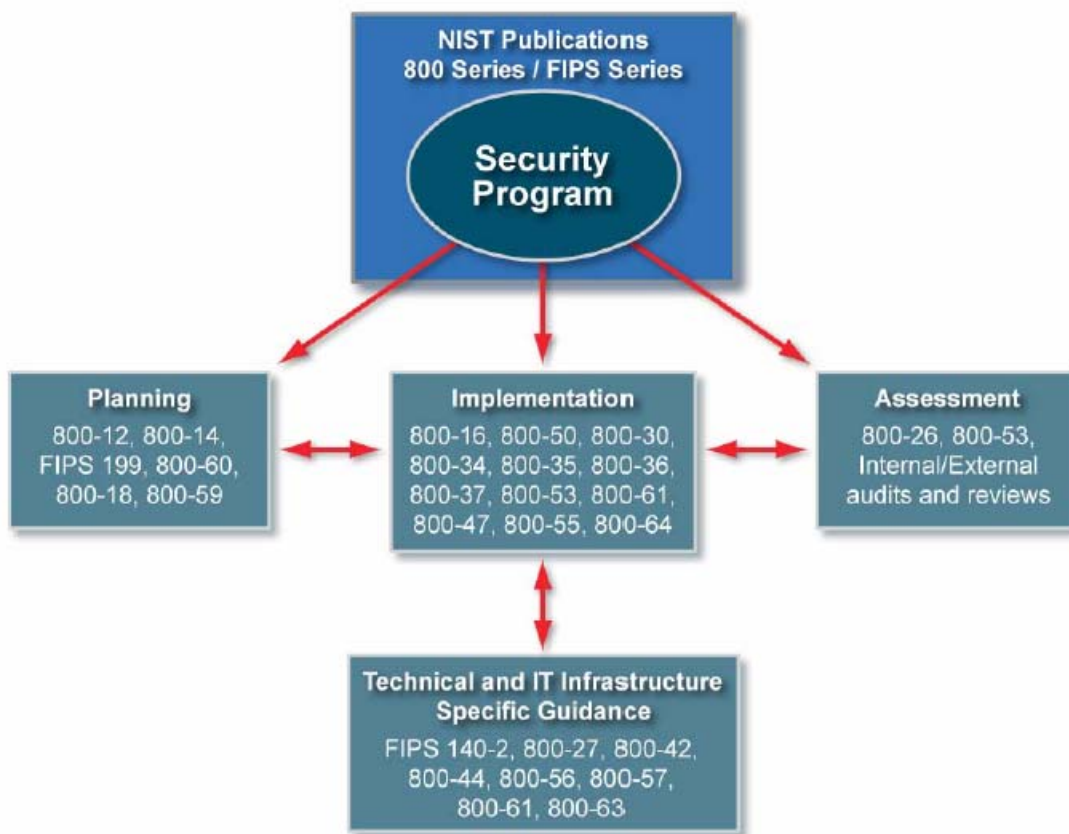 NIST Publications
800 Series / FIPS Series
Security
Program
Planning
800-12, 800-14,
FIPS 199, 800-60,
800-18, 800-59
Implementation
800-16, 800-50, 800-30,
800-34, 800-35, 800-36,
800-37, 800-53, 800-61,
800-47, 800-55, 800-64
Assessment
800-26, 800-53,
Internal/External
audits and reviews
Technical and IT Infrastructure
Specific Guidance
FIPS 140-2, 800-27, 800-42,
800-44, 800-56, 800-57,
800-61, 800-63